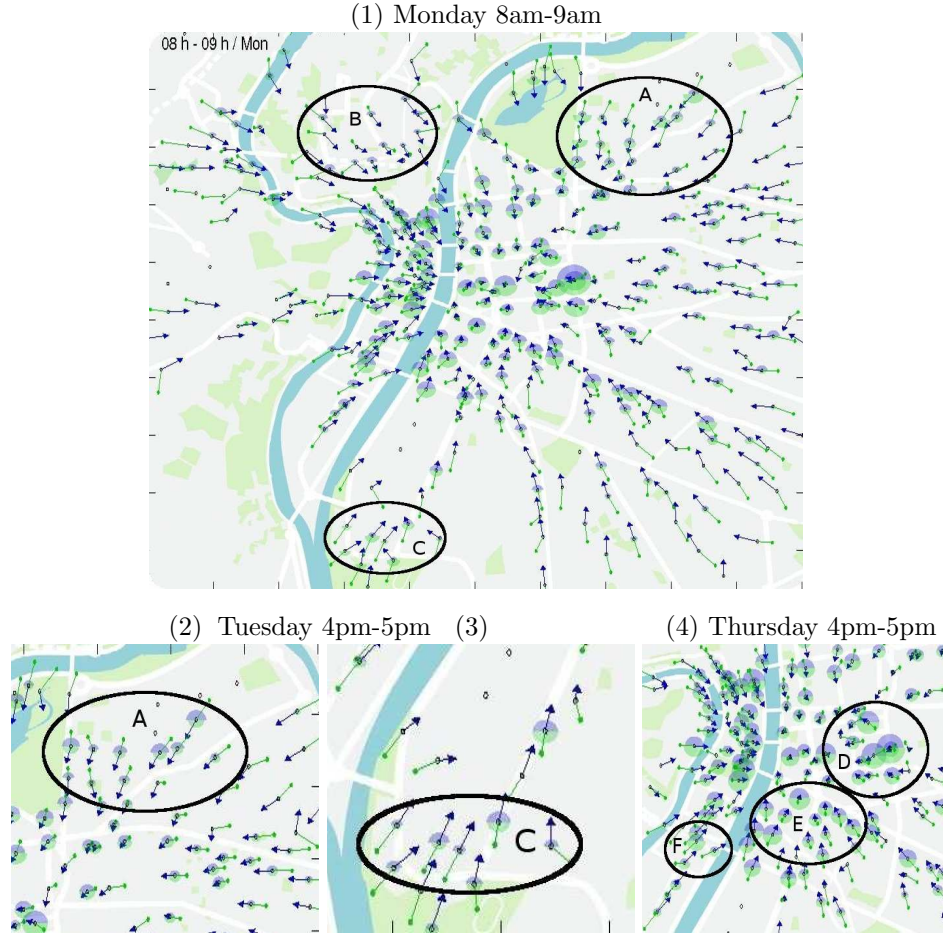 (1) Monday 8am-9am
08 h - 09 h / Mon
A
B
C
(2) Tuesday 4pm-5pm (3)
(4) Thursday 4pm-5pm
A
C
D
E
F